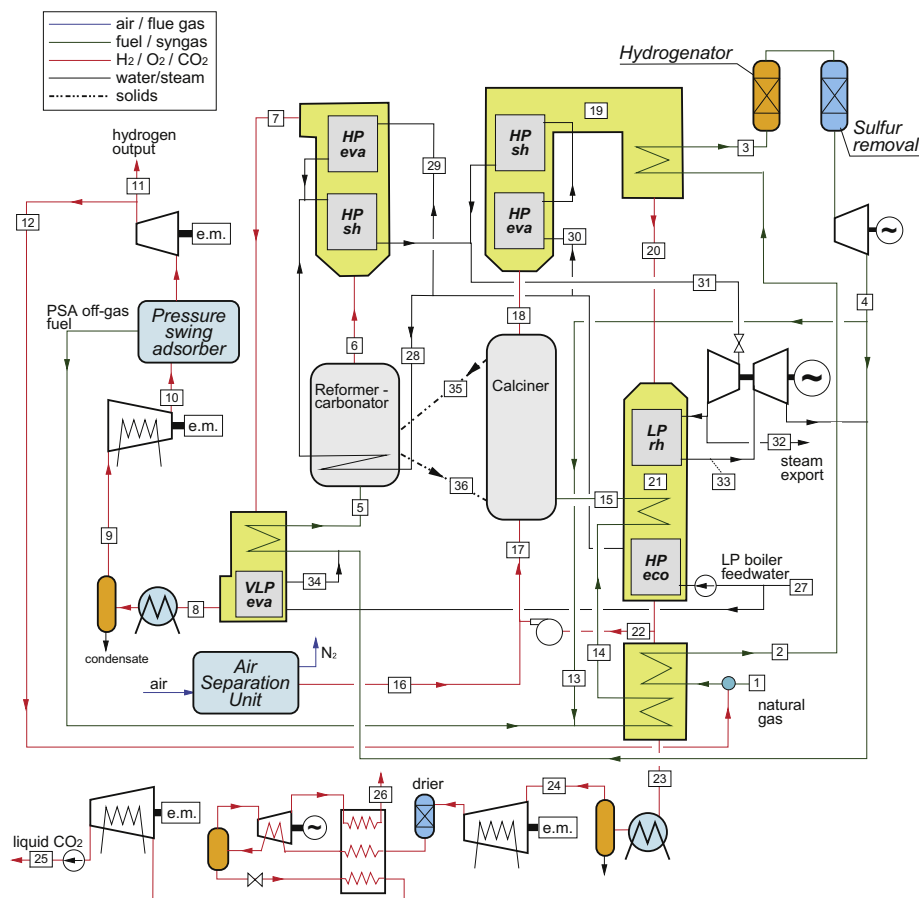 air / flue gas
fuel / syngas
H2 / O2 / CO2
water/steam
solids
Hydrogenator
Sulfur
removal
hydrogen
output
7
HP
eva
29
HP
sh
19
3
11
12
e.m.
HP
sh
HP
eva
30
20
31
4
PSA off-gas
fuel
Pressure
swing
adsorber
6
28
18
10
e.m.
Reformer -
carbonator
35
Calciner
36
5
LP
rh
21
32
steam
export
33
15
9
17
HP
eco
LP boiler
feedwater
27
VLP
eva
34
8
condensate
N2
22
14
2
air
Air
Separation
Unit
16
13
1
natural
gas
23
drier
24
26
e.m.
e.m.
liquid CO2
25